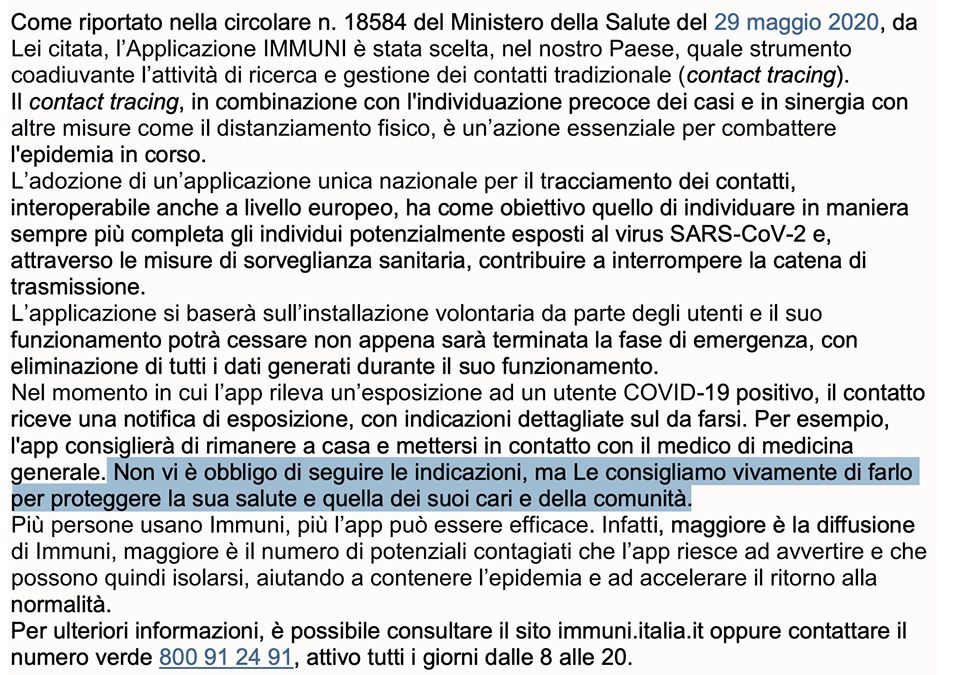 Come riportato nella circolare n. 18584 del Ministero della Salute del 29 maggio 2020, da
Lei citata, l’Applicazione IMMUNI è stata scelta, nel nostro Paese, quale strumento
coadiuvante l’attività di ricerca e gestione dei contatti tradizionale (contact tracing).
Il contact tracing, in combinazione con l'individuazione precoce dei casi e in sinergia con
altre misure come il distanziamento fisico, è un’azione essenziale per combattere
l'epidemia in corso.
L’adozione di un’applicazione unica nazionale per il tracciamento dei contatti,
interoperabile anche a livello europeo, ha come obiettivo quello di individuare in maniera
sempre più completa gli individui potenzialmente esposti al virus SARS-CoV-2 e,
attraverso le misure di sorveglianza sanitaria, contribuire a interrompere la catena di
trasmissione.
L’applicazione si baserà sull’installazione volontaria da parte degli utenti e il suo
funzionamento potrà cessare non appena sarà terminata la fase di emergenza, con
eliminazione di tutti i dati generati durante il suo funzionamento.
Nel momento in cui l’app rileva un’esposizione ad un utente COVID-19 positivo, il contatto
riceve una notifica di esposizione, con indicazioni dettagliate sul da farsi. Per esempio,
l'app consiglierà di rimanere a casa e mettersi in contatto con il medico di medicina
generale. Non vi è obbligo di seguire le indicazioni, ma Le consigliamo vivamente di farlo
per proteggere la sua salute e quella dei suoi cari e della comunità.
Più persone usano Immuni, più l’app può essere efficace. Infatti, maggiore è la diffusione
di Immuni, maggiore è il numero di potenziali contagiati che l’app riesce ad avvertire e che
possono quindi isolarsi, aiutando a contenere l’epidemia e ad accelerare il ritorno alla
normalità.
Per ulteriori informazioni, è possibile consultare il sito immuni.italia.it oppure contattare il
numero verde 800 91 24 91, attivo tutti i giorni dalle 8 alle 20.